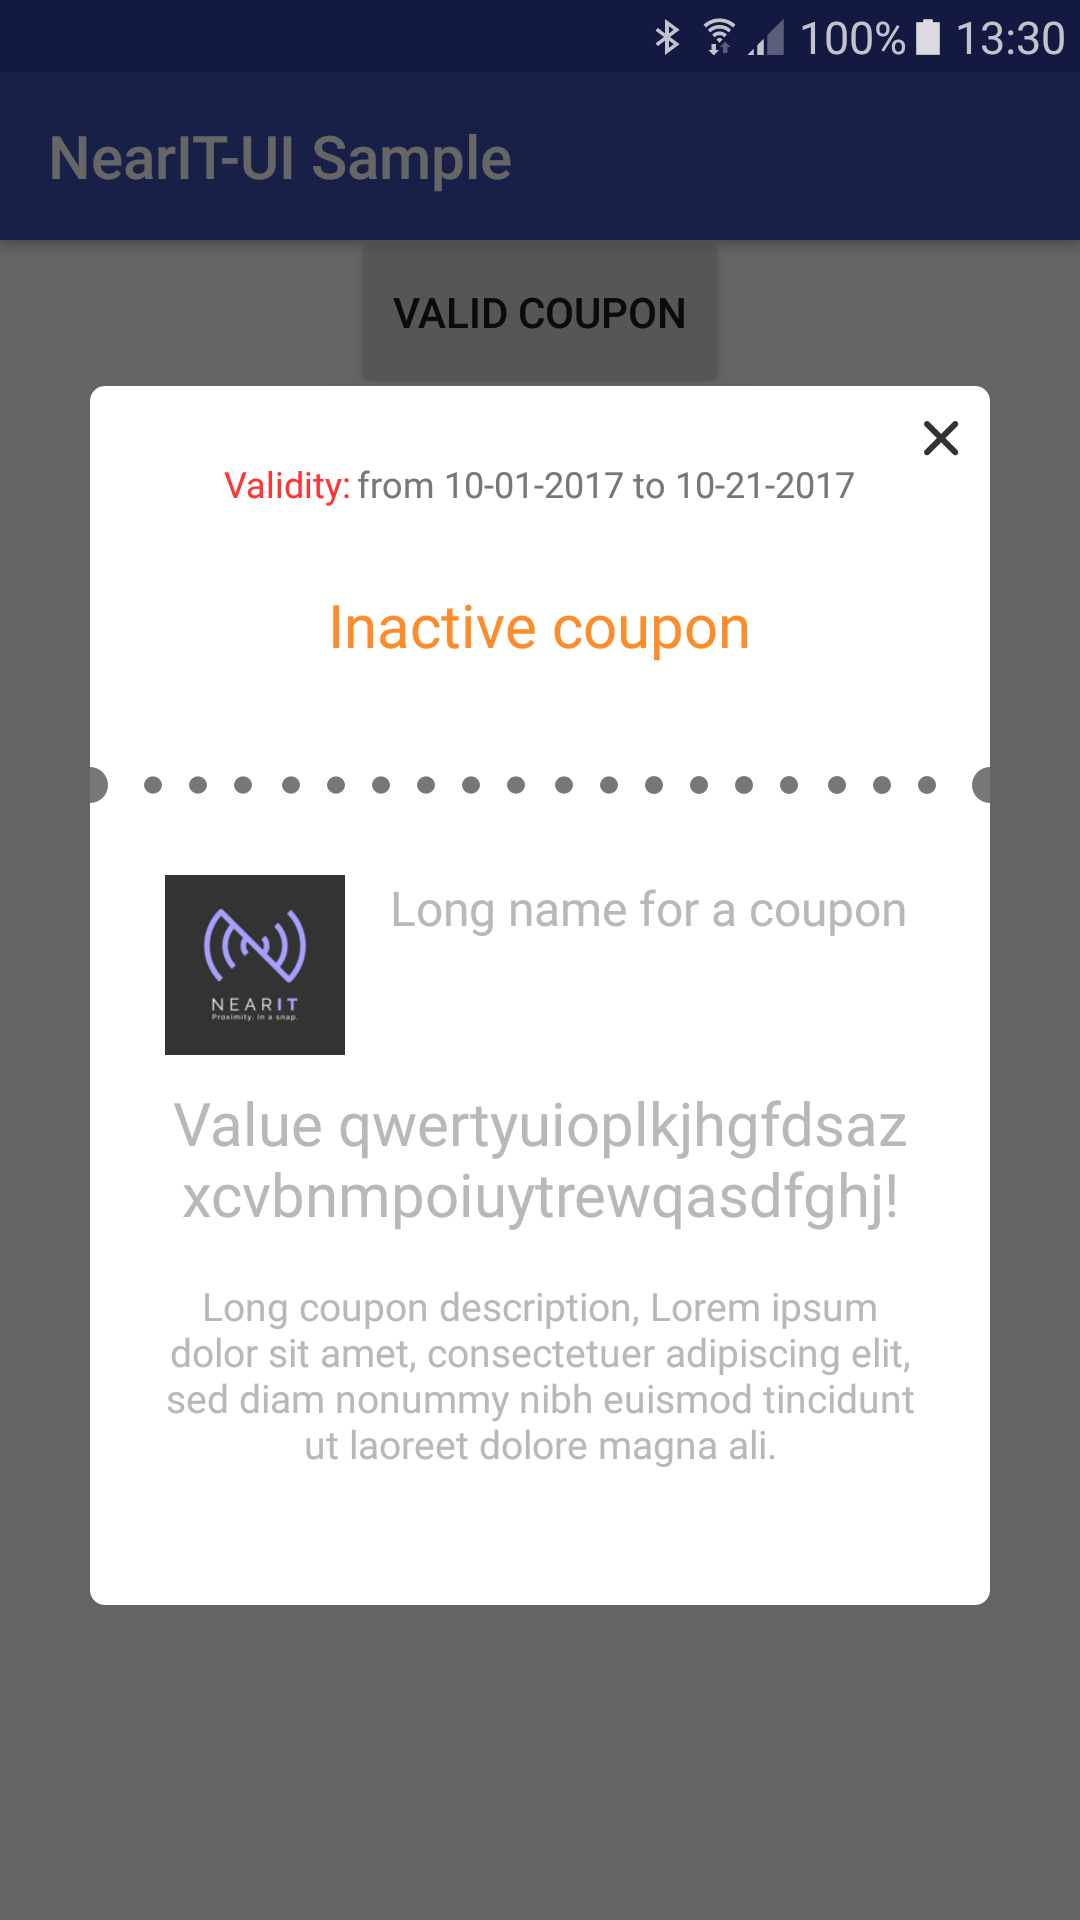 100% 13:30
NearIT-UI Sample
VALID COUPON
Validity: from 10-01-2017 to 10-21-2017
Inactive coupon
Long name for a coupon
NEARIT
Proximity, in a snap.
Value qwertyuioplkjhgfdsaz
xcvbnmpoiuytrewqasdfghj!
Long coupon description, Lorem ipsum
dolor sit amet, consectetuer adipiscing elit,
sed diam nonummy nibh euismod tincidunt
ut laoreet dolore magna ali.